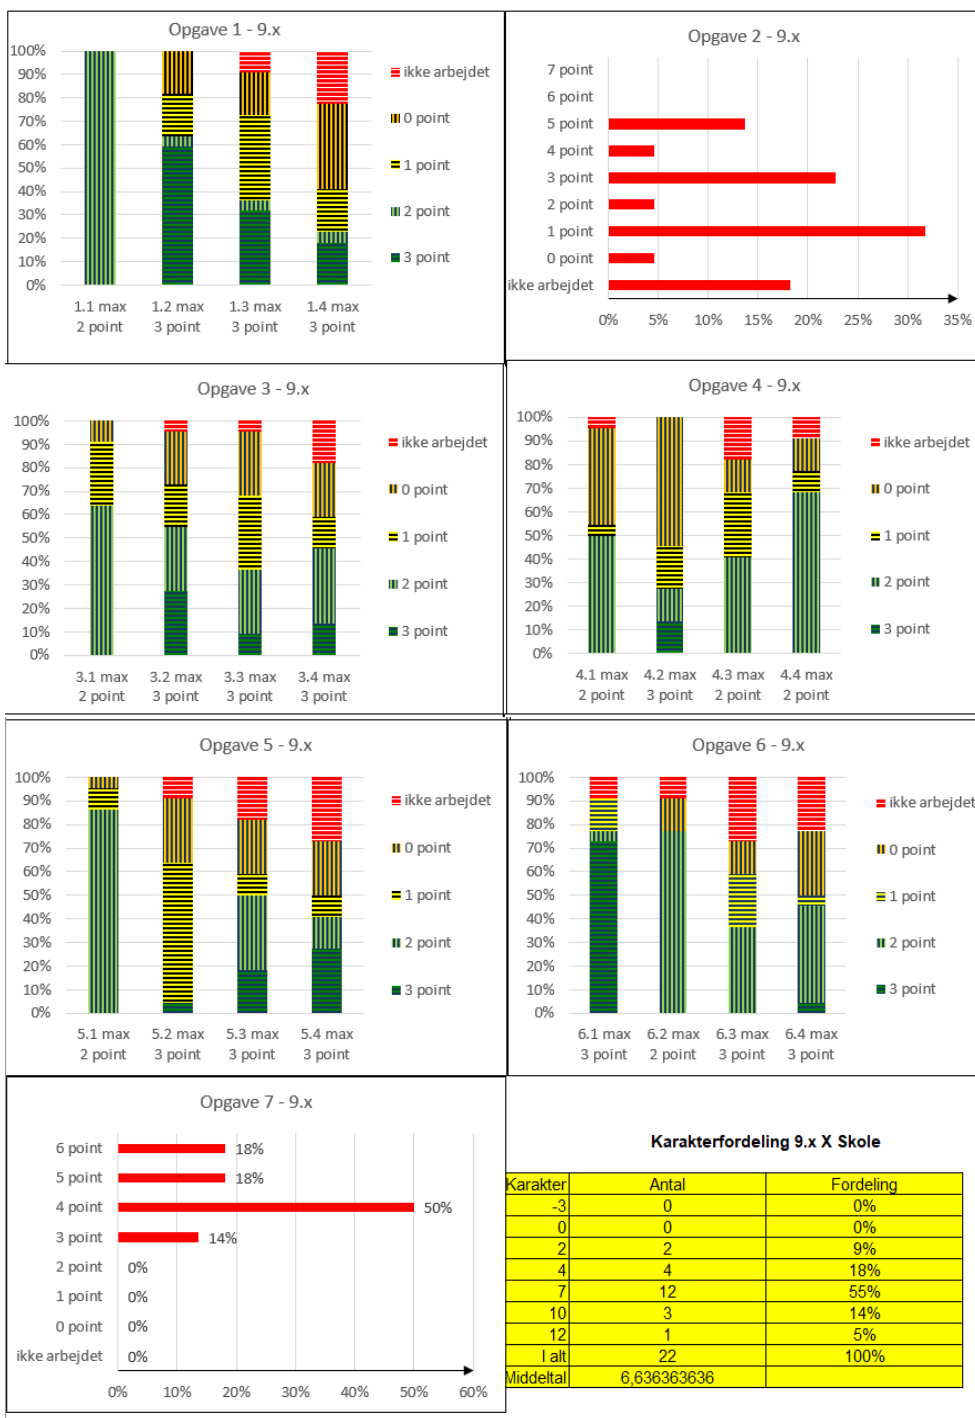 Opgave 1 - 9.x
100%
90%
80%
70%
60%
50%
40%
30%
20%
10%
0%
1.1 max 2 point
1.2 max 3 point
1.3 max 3 point
1.4 max 3 point
ikke arbejdet
0 point
1 point
2 point
3 point
Opgave 2 - 9.x
7 point
6 point
5 point
4 point
3 point
2 point
1 point
0 point
ikke arbejdet
0% 5% 10% 15% 20% 25% 30% 35%
Opgave 3 - 9.x
100%
90%
80%
70%
60%
50%
40%
30%
20%
10%
0%
3.1 max 2 point
3.2 max 3 point
3.3 max 3 point
3.4 max 3 point
ikke arbejdet
0 point
1 point
2 point
3 point
Opgave 4 - 9.x
100%
90%
80%
70%
60%
50%
40%
30%
20%
10%
0%
4.1 max 2 point
4.2 max 3 point
4.3 max 2 point
4.4 max 2 point
ikke arbejdet
0 point
1 point
2 point
3 point
Opgave 5 - 9.x
100%
90%
80%
70%
60%
50%
40%
30%
20%
10%
0%
5.1 max 2 point
5.2 max 3 point
5.3 max 3 point
5.4 max 3 point
ikke arbejdet
0 point
1 point
2 point
3 point
Opgave 6 - 9.x
100%
90%
80%
70%
60%
50%
40%
30%
20%
10%
0%
6.1 max 3 point
6.2 max 2 point
6.3 max 3 point
6.4 max 3 point
ikke arbejdet
0 point
1 point
2 point
3 point
Opgave 7 - 9.x
6 point 18%
5 point 18%
4 point 50%
3 point 14%
2 point 0%
1 point 0%
0 point 0%
ikke arbejdet 0%
0% 10% 20% 30% 40% 50% 60%
Karakterfordeling 9.x X Skole
Karakter Antal Fordeling
-3 0 0%
0 0 0%
2 2 9%
4 4 18%
7 12 55%
10 3 14%
12 1 5%
I alt 22 100%
Middeltal 6,636363636